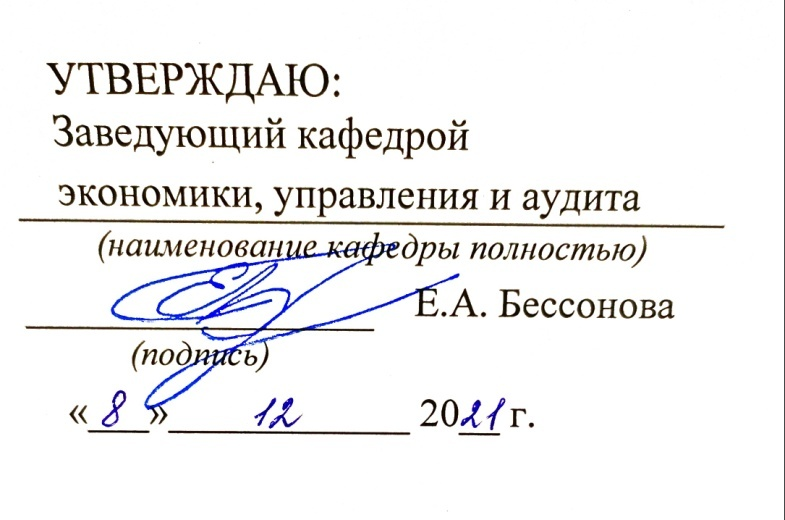 УТВЕРЖДАЮ:
Заведующий кафедрой
экономики, управления и аудита
(наименование кафедры полностью)
Е.А. Бессонова
(подпись)
«8» 12 2021 г.